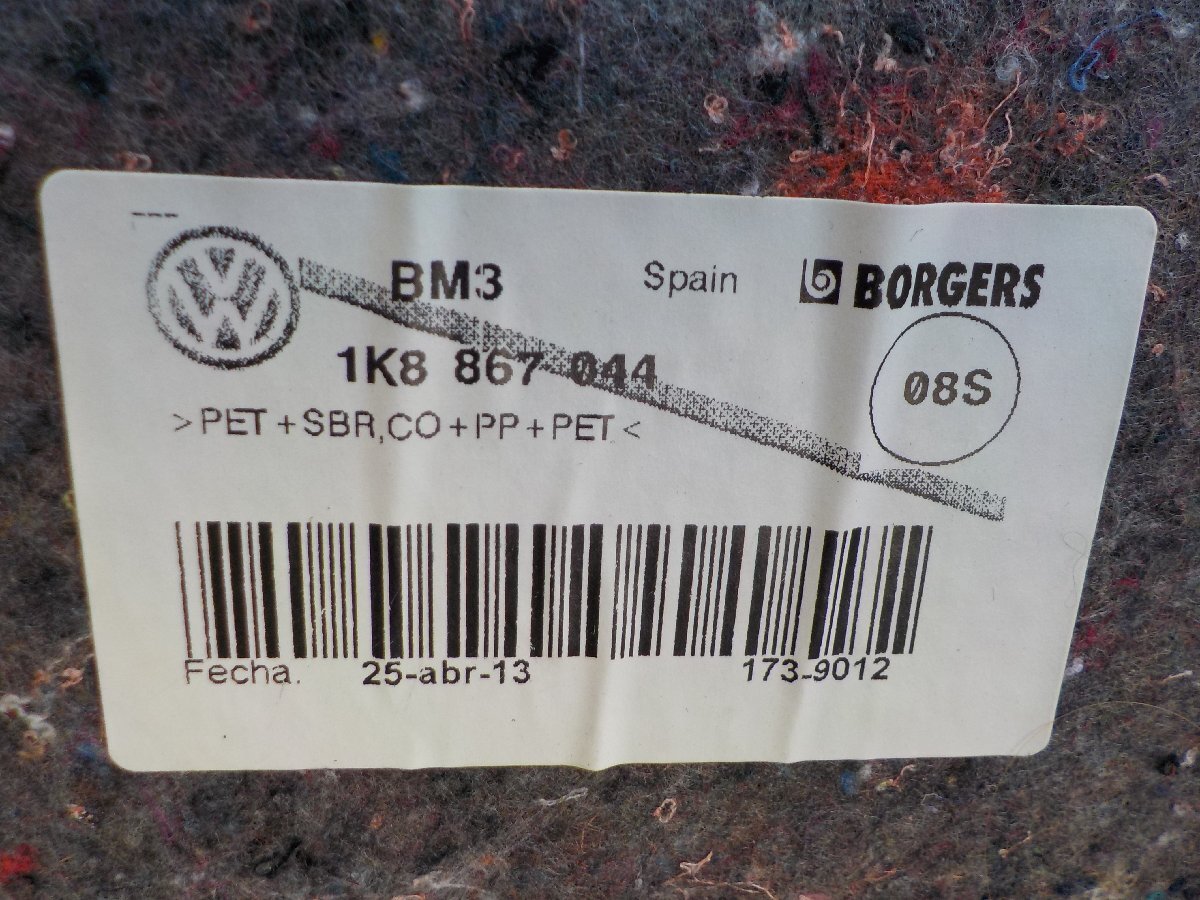 ---
BM3 Spain BORGERS
1K8 867 044
08S
>PET+SBR,CO+PP+PET<
Fecha. 25-abr-13 173-9012